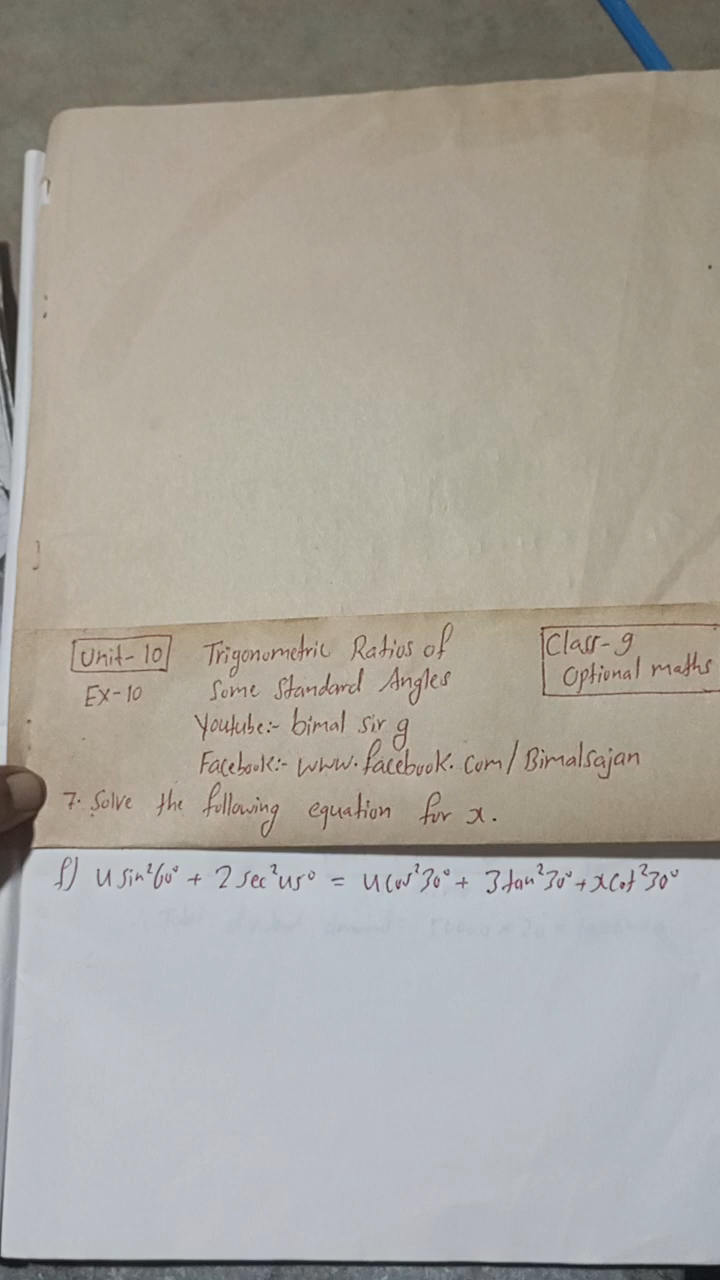 Unit-10 Trigonometric Ratios of Class-9
Ex-10 Some Standard Angles Optional maths
Youtube:- bimal sir g
Facebook:- www.facebook.com/Bimalsajan
7. Solve the following equation for x.
f) 4 sin²60° + 2 sec²45° = 4 cos²30° + 3 tan²30° + x cot²30°